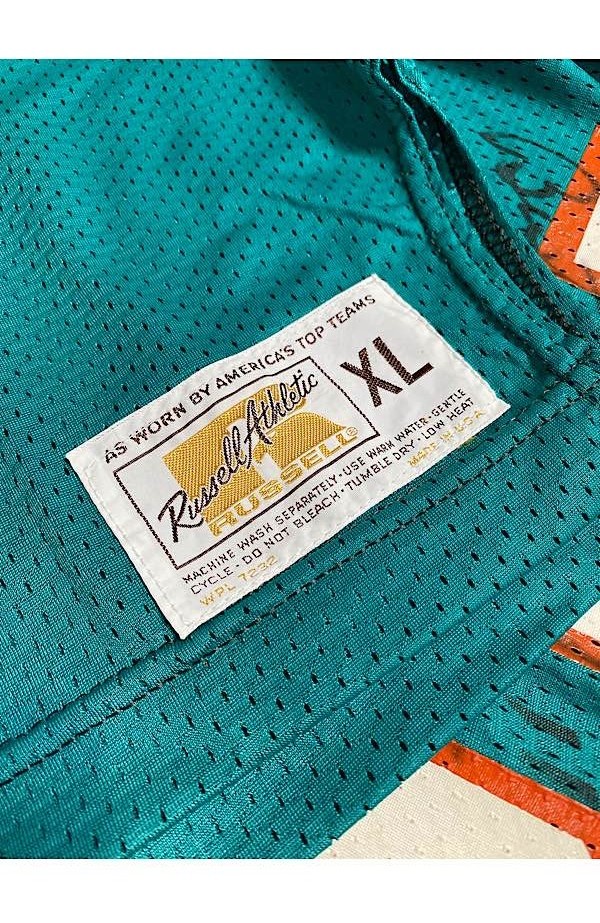 AS WORN BY AMERICA'S TOP TEAMS
XL
Russell Athletic
RUSSELL®
MACHINE WASH SEPARATELY · USE WARM WATER · GENTLE
CYCLE · DO NOT BLEACH · TUMBLE DRY · LOW HEAT
WPL 7232 MADE IN U.S.A.